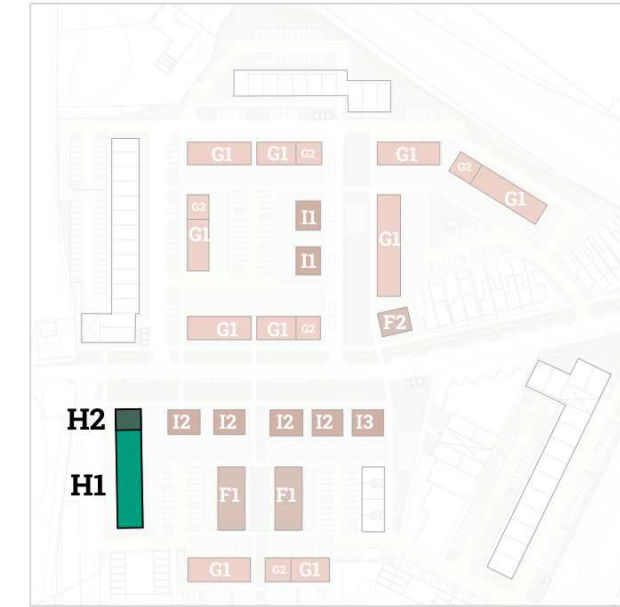 G1 G1 G2 G1
G2 G1
G2
G1
I1
G1
I1
F2
G1 G1 G2
H2 I2 I2 I2 I2 I3
H1 F1 F1
G1 G2 G1